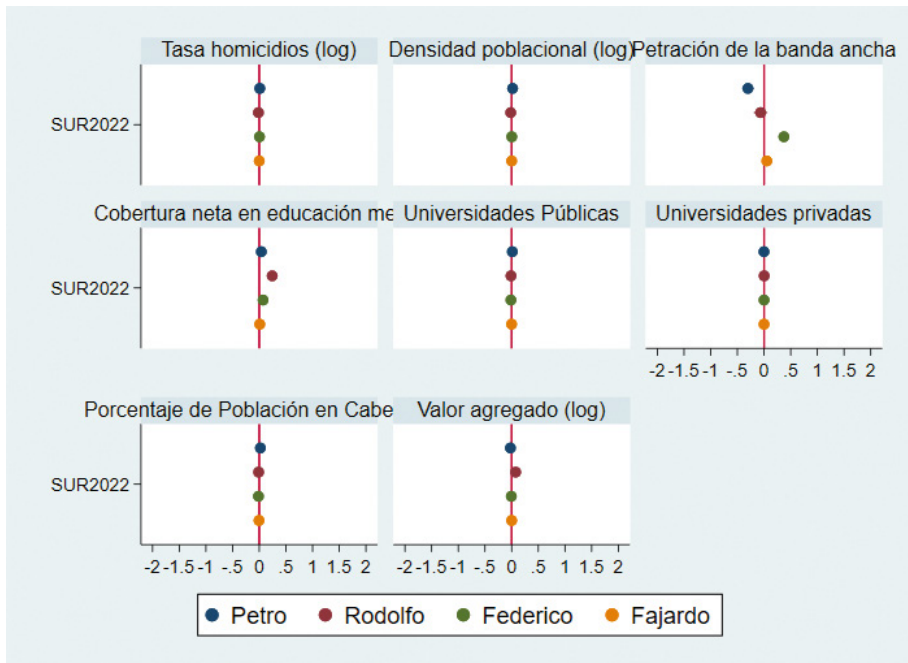 Tasa homicidios (log) Densidad poblacional (log) Petración de la banda ancha
SUR2022
Cobertura neta en educación me Universidades Públicas Universidades privadas
SUR2022
-2 -1.5 -1 -.5 0 .5 1 1.5 2
Porcentaje de Población en Cabe Valor agregado (log)
SUR2022
-2 -1.5 -1 -.5 0 .5 1 1.5 2 -2 -1.5 -1 -.5 0 .5 1 1.5 2
Petro Rodolfo Federico Fajardo